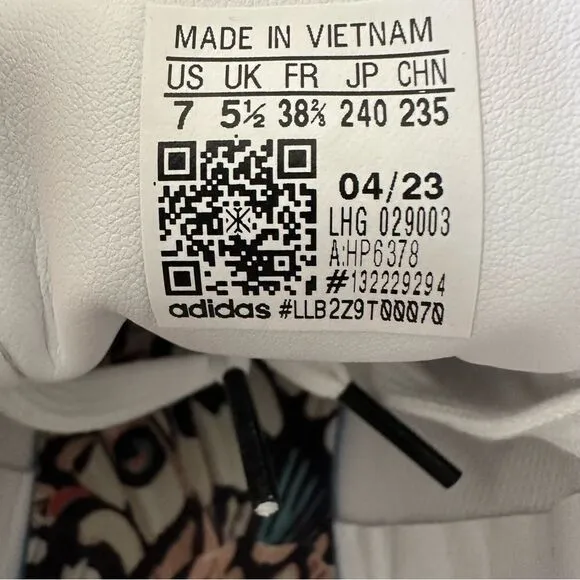 MADE IN VIETNAM
US UK FR JP CHN
7 5½ 38⅔ 240 235
04/23
LHG 029003
A:HP6378
#132229294
adidas #LLB2Z9T00070